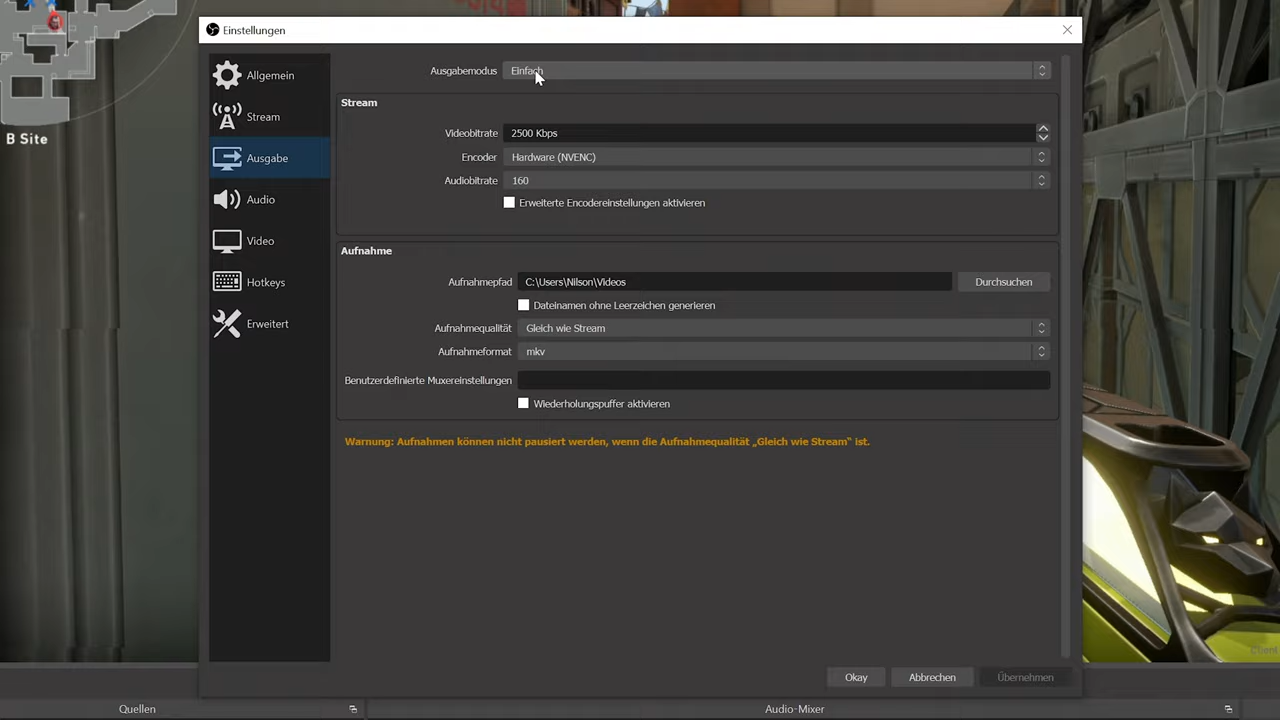 Einstellungen
B Site
Allgemein
Stream
Ausgabe
Audio
Video
Hotkeys
Erweitert
Ausgabemodus Einfach
Stream
Videobitrate 2500 Kbps
Encoder Hardware (NVENC)
Audiobitrate 160
Erweiterte Encodereinstellungen aktivieren
Aufnahme
Aufnahmepfad C:\Users\Nilson\Videos Durchsuchen
Dateinamen ohne Leerzeichen generieren
Aufnahmequalität Gleich wie Stream
Aufnahmeformat mkv
Benutzerdefinierte Muxereinstellungen
Wiederholungspuffer aktivieren
Warnung: Aufnahmen können nicht pausiert werden, wenn die Aufnahmequalität „Gleich wie Stream“ ist.
Client
Okay Abbrechen Übernehmen
Quellen Audio-Mixer